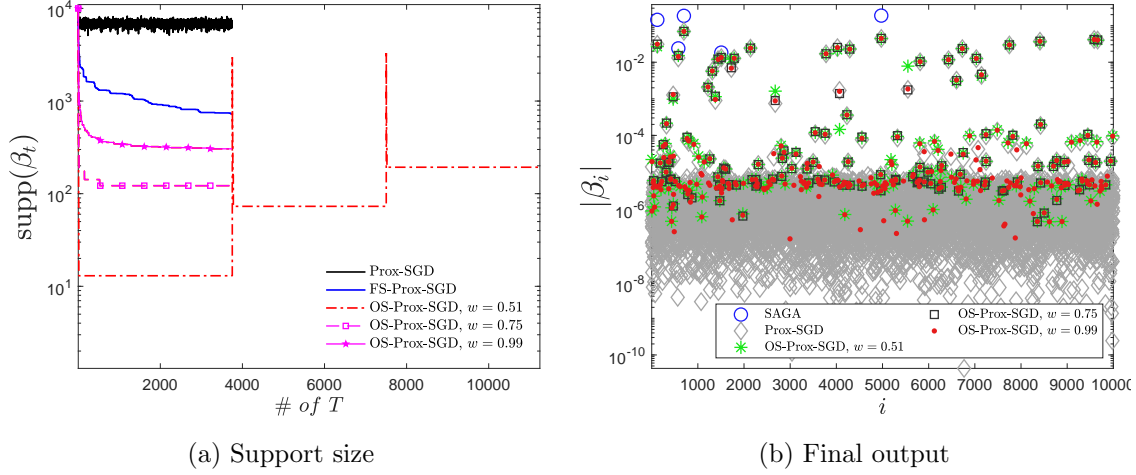 10^4
10^3
10^2
10^1
supp(β_t)
2000 4000 6000 8000 10000
# of T
Prox-SGD
FS-Prox-SGD
OS-Prox-SGD, w = 0.51
OS-Prox-SGD, w = 0.75
OS-Prox-SGD, w = 0.99
(a) Support size
10^-2
10^-4
10^-6
10^-8
10^-10
|β_i|
1000 2000 3000 4000 5000 6000 7000 8000 9000 10000
i
SAGA
Prox-SGD
OS-Prox-SGD, w = 0.51
OS-Prox-SGD, w = 0.75
OS-Prox-SGD, w = 0.99
(b) Final output